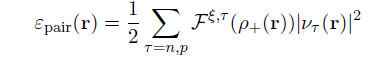 ε_pair(r) = 1/2 ∑_{τ=n,p} ℱ^{ξ,τ}(ρ_+(r))|ν_τ(r)|^2